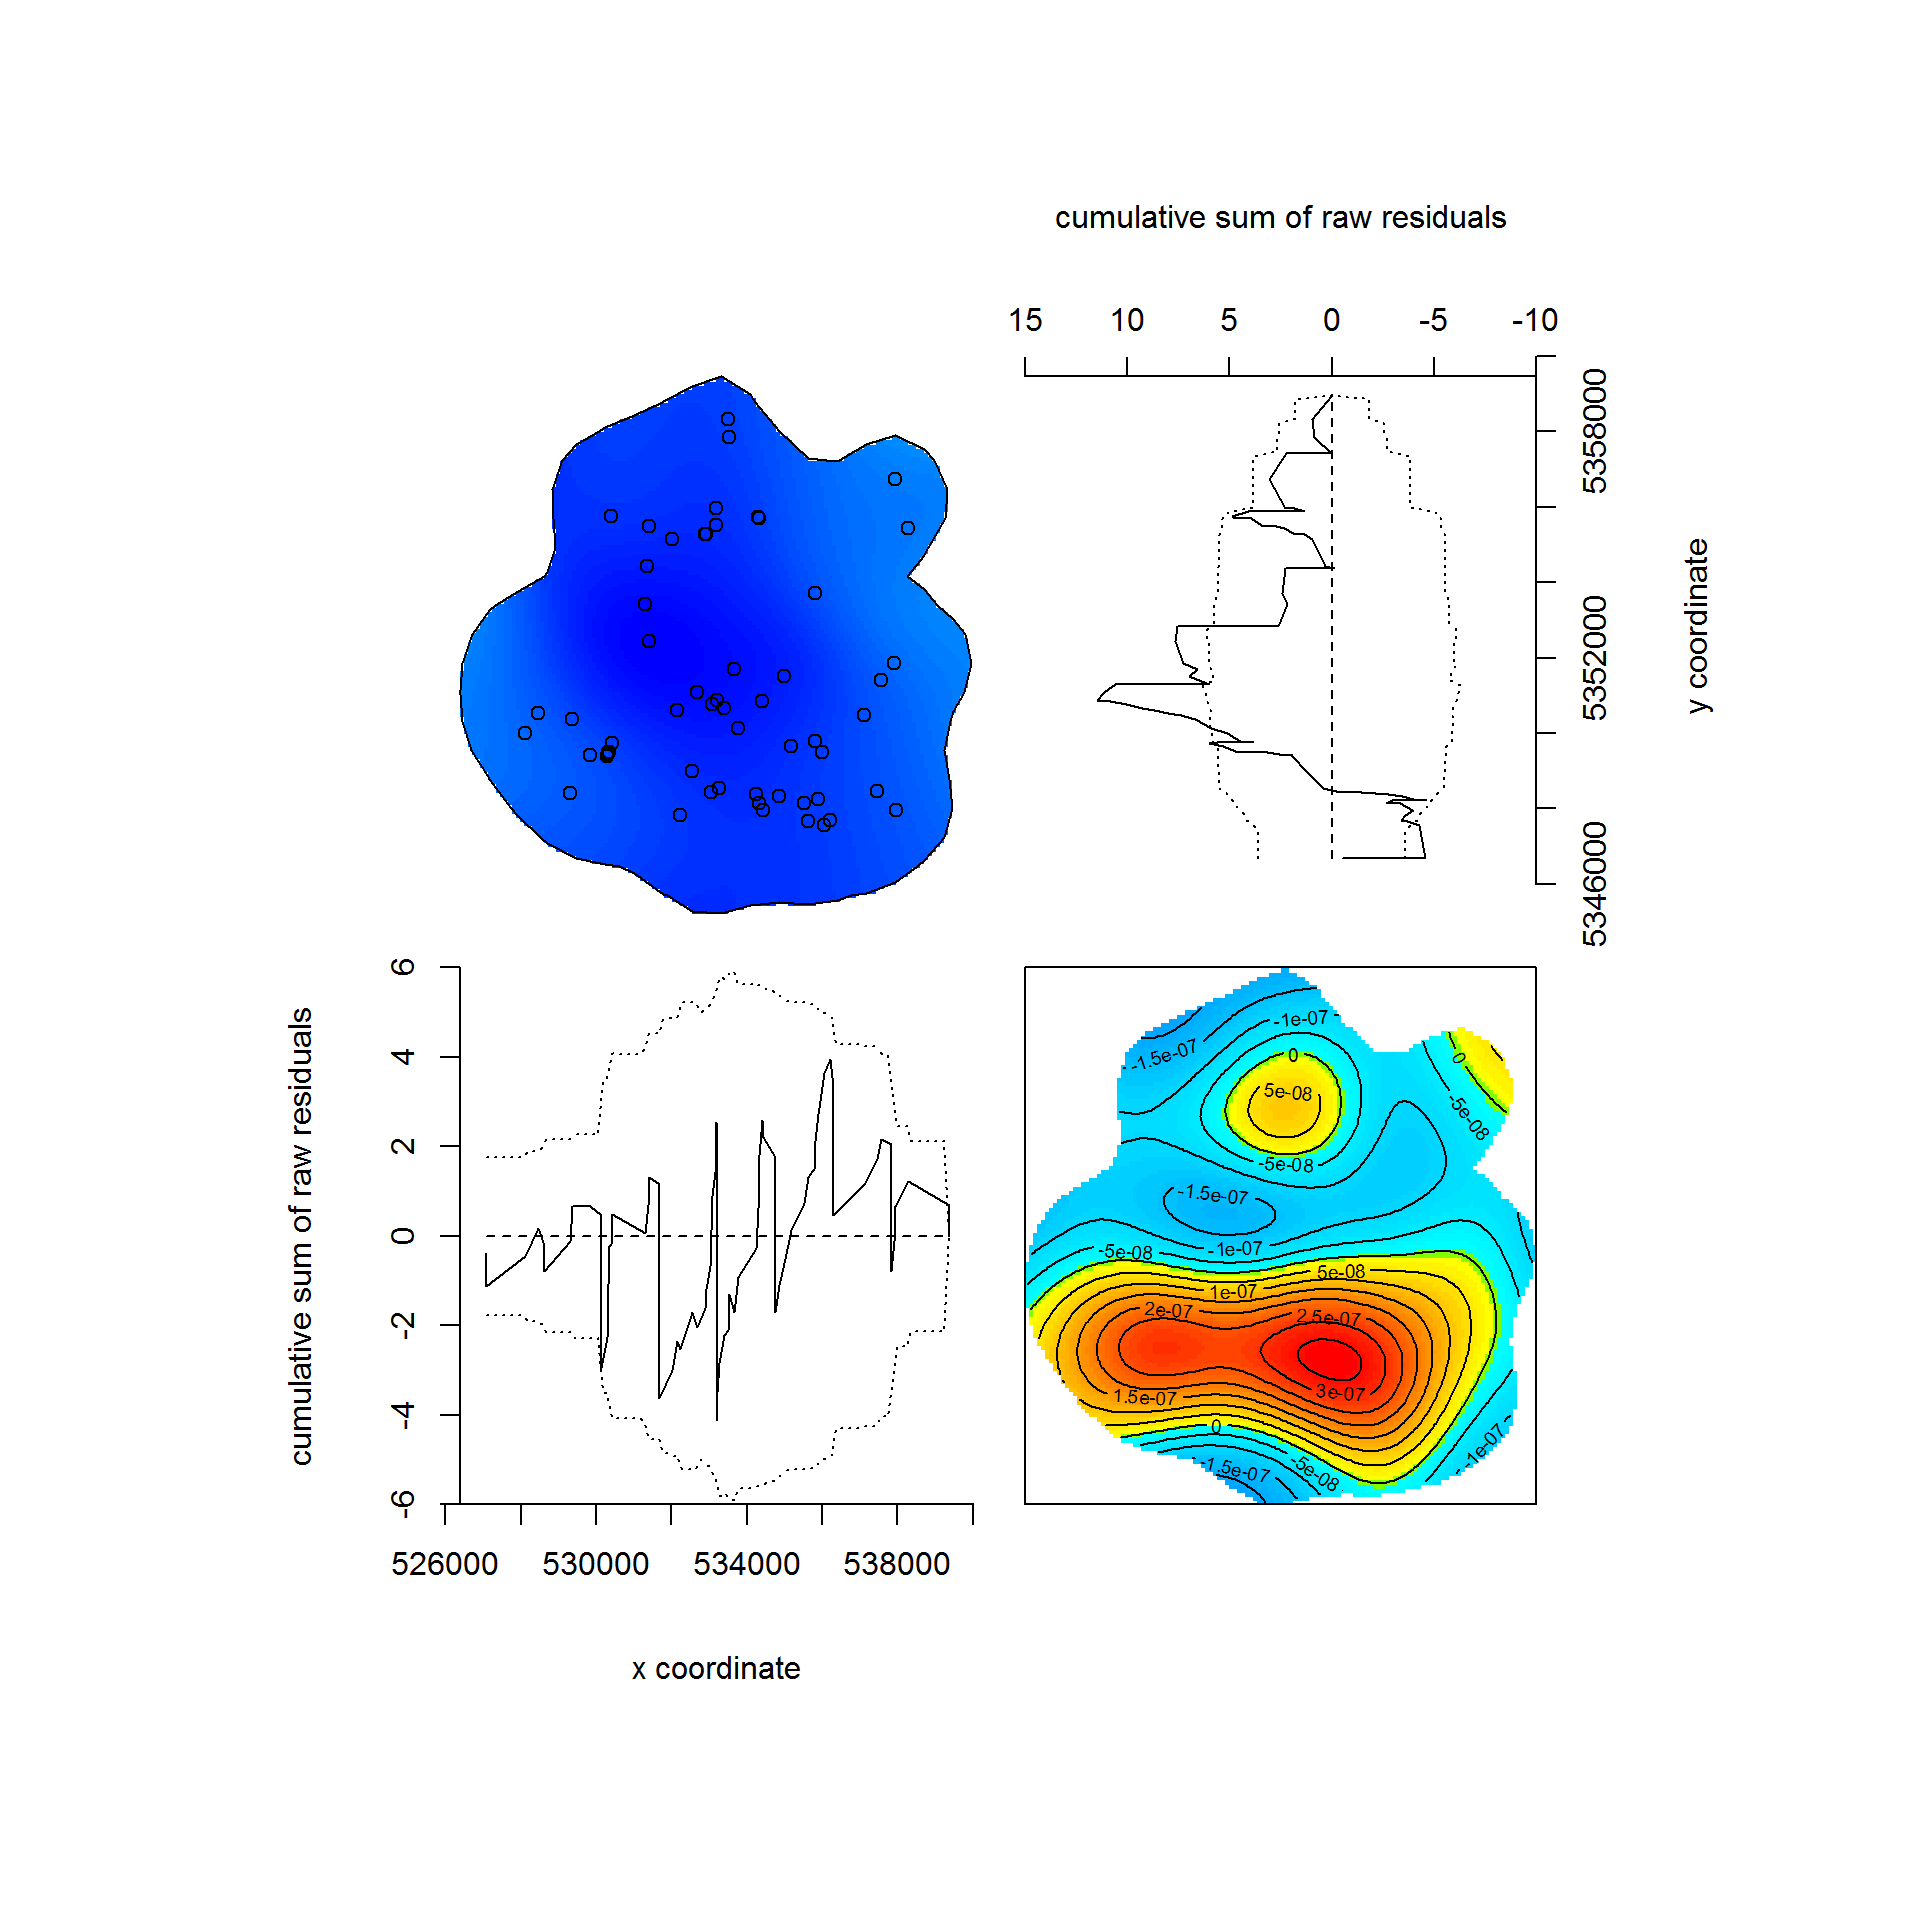 cumulative sum of raw residuals
15 10 5 0 -5 -10
5358000
5352000
5346000
y coordinate
6
4
2
0
-2
-4
-6
cumulative sum of raw residuals
526000 530000 534000 538000
x coordinate
-1e-07
-1.5e-07
0
0
5e-08
-5e-08
-5e-08
-1.5e-07
-5e-08
-1e-07
5e-08
1e-07
2e-07
2.5e-07
3e-07
1.5e-07
0
-1.5e-07
-5e-08
-1e-07